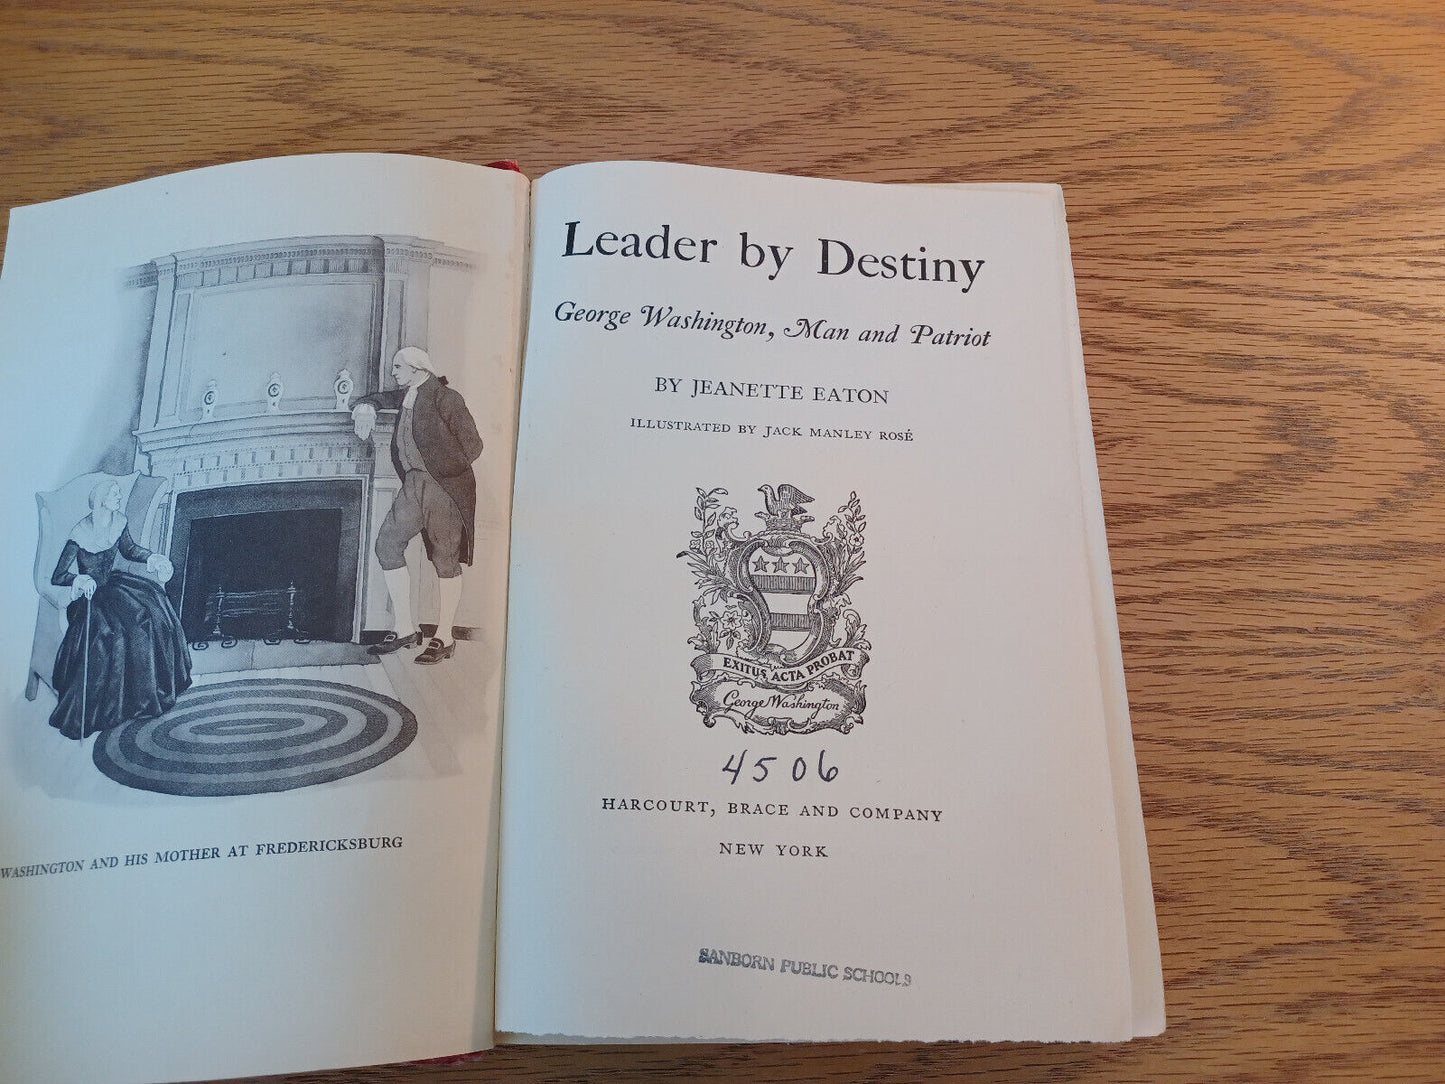 WASHINGTON AND HIS MOTHER AT FREDERICKSBURG
Leader by Destiny
George Washington, Man and Patriot
BY JEANETTE EATON
ILLUSTRATED BY JACK MANLEY ROSÉ
EXITUS ACTA PROBAT
George Washington
4506
HARCOURT, BRACE AND COMPANY
NEW YORK
SANBORN PUBLIC SCHOOLS